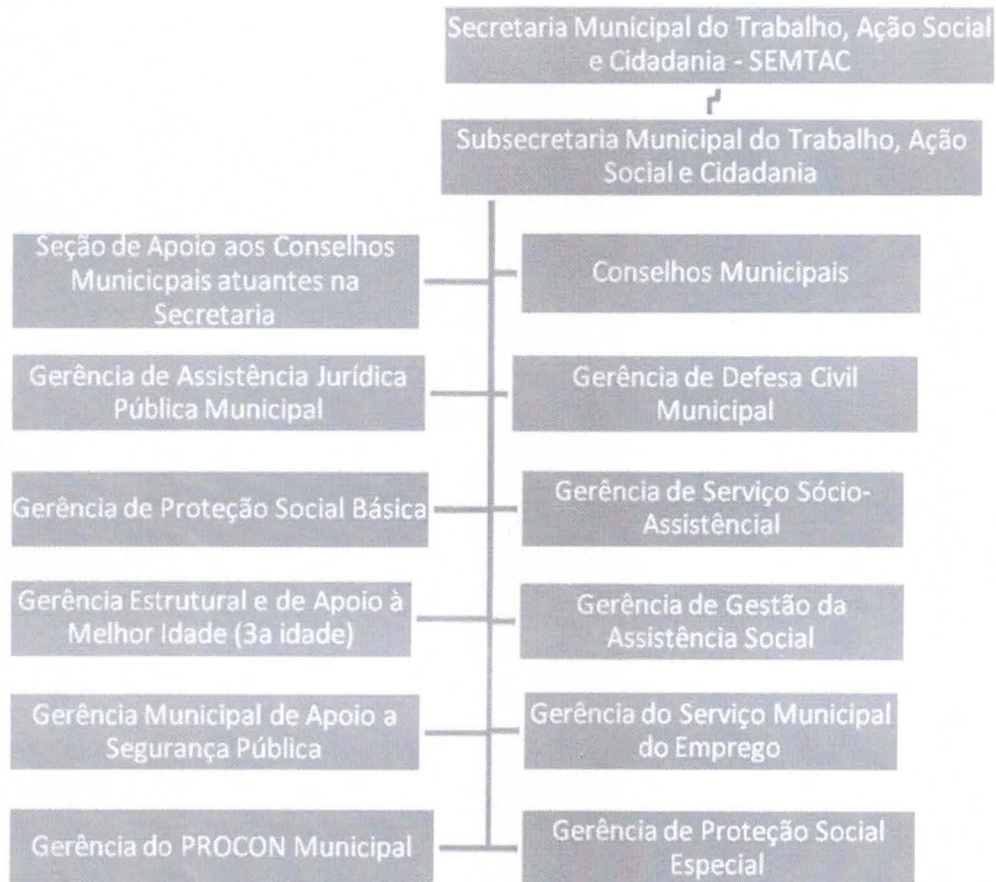 Secretaria Municipal do Trabalho, Ação Social
e Cidadania - SEMTAC
Subsecretaria Municipal do Trabalho, Ação
Social e Cidadania
Seção de Apoio aos Conselhos
Municicpais atuantes na
Secretaria
Conselhos Municipais
Gerência de Assistência Jurídica
Pública Municipal
Gerência de Defesa Civil
Municipal
Gerência de Proteção Social Básica
Gerência de Serviço Sócio-
Assistêncial
Gerência Estrutural e de Apoio à
Melhor Idade (3a idade)
Gerência de Gestão da
Assistência Social
Gerência Municipal de Apoio a
Segurança Pública
Gerência do Serviço Municipal
do Emprego
Gerência do PROCON Municipal
Gerência de Proteção Social
Especial